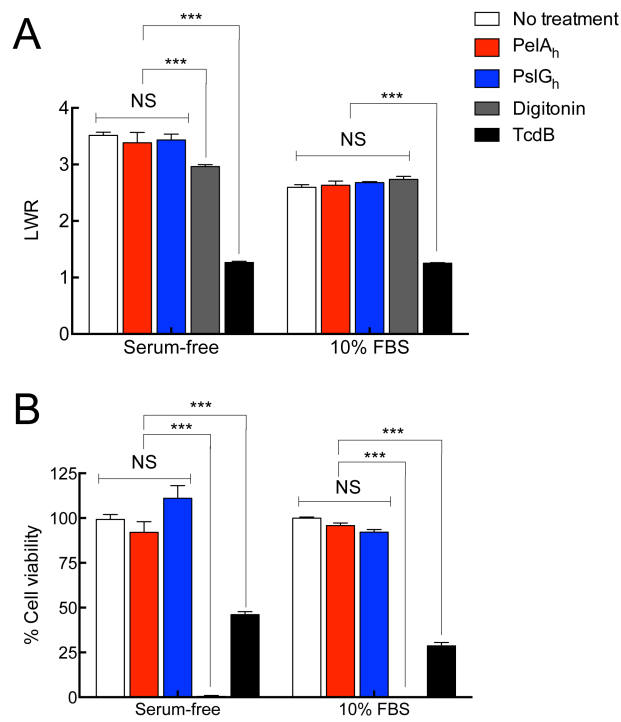 A
No treatment
PelAh
PslGh
Digitonin
TcdB
***
***
***
NS
NS
4
3
2
1
0
LWR
Serum-free
10% FBS
B
***
***
***
***
NS
NS
125
100
75
50
25
0
% Cell viability
Serum-free
10% FBS